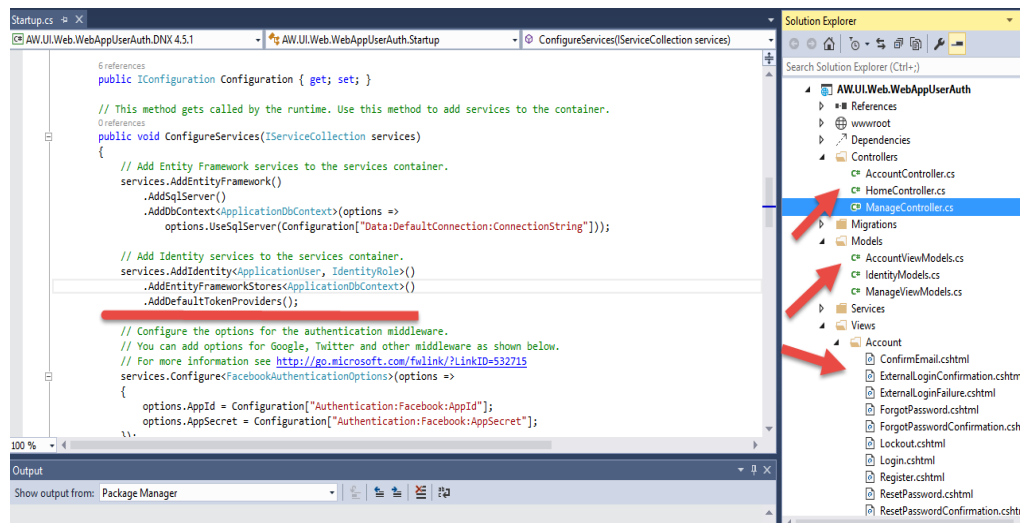 Startup.cs
Solution Explorer
AW.UI.Web.WebAppUserAuth.DNX 4.5.1
AW.UI.Web.WebAppUserAuth.Startup
ConfigureServices(IServiceCollection services)
Search Solution Explorer (Ctrl+;)
6 references
public IConfiguration Configuration { get; set; }
// This method gets called by the runtime. Use this method to add services to the container.
0 references
public void ConfigureServices(IServiceCollection services)
{
// Add Entity Framework services to the services container.
services.AddEntityFramework()
.AddSqlServer()
.AddDbContext<ApplicationDbContext>(options =>
options.UseSqlServer(Configuration["Data:DefaultConnection:ConnectionString"]));
// Add Identity services to the services container.
services.AddIdentity<ApplicationUser, IdentityRole>()
.AddEntityFrameworkStores<ApplicationDbContext>()
.AddDefaultTokenProviders();
// Configure the options for the authentication middleware.
// You can add options for Google, Twitter and other middleware as shown below.
// For more information see http://go.microsoft.com/fwlink/?LinkID=532715
services.Configure<FacebookAuthenticationOptions>(options =>
{
options.AppId = Configuration["Authentication:Facebook:AppId"];
options.AppSecret = Configuration["Authentication:Facebook:AppSecret"];
});
100 %
Output
Show output from: Package Manager
AW.UI.Web.WebAppUserAuth
References
wwwroot
Dependencies
Controllers
C# AccountController.cs
C# HomeController.cs
C# ManageController.cs
Migrations
Models
C# AccountViewModels.cs
C# IdentityModels.cs
C# ManageViewModels.cs
Services
Views
Account
ConfirmEmail.cshtml
ExternalLoginConfirmation.cshtm
ExternalLoginFailure.cshtml
ForgotPassword.cshtml
ForgotPasswordConfirmation.csh
Lockout.cshtml
Login.cshtml
Register.cshtml
ResetPassword.cshtml
ResetPasswordConfirmation.csht